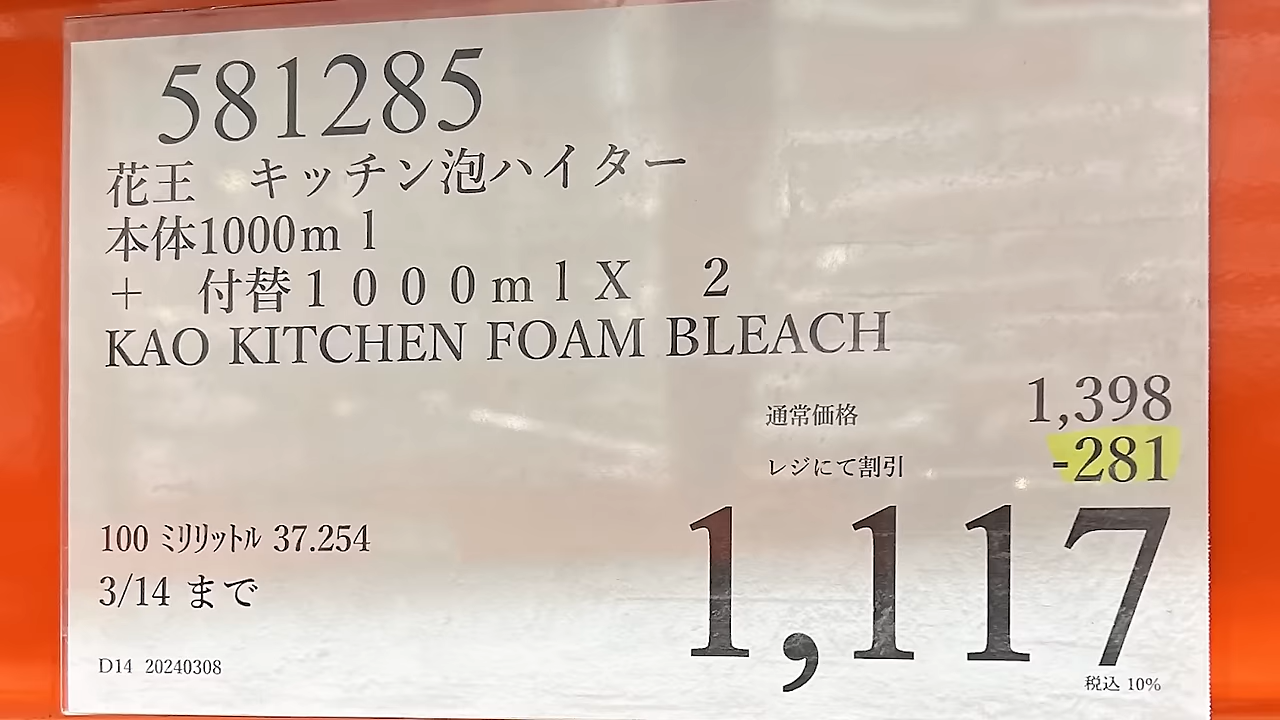 581285
花王　キッチン泡ハイター
本体1000mｌ
＋　付替１０００ｍｌＸ　２
KAO KITCHEN FOAM BLEACH
通常価格 1,398
レジにて割引 -281
1,117
100 ﾐﾘﾘｯﾄﾙ 37.254
3/14 まで
D14 20240308
税込 10%